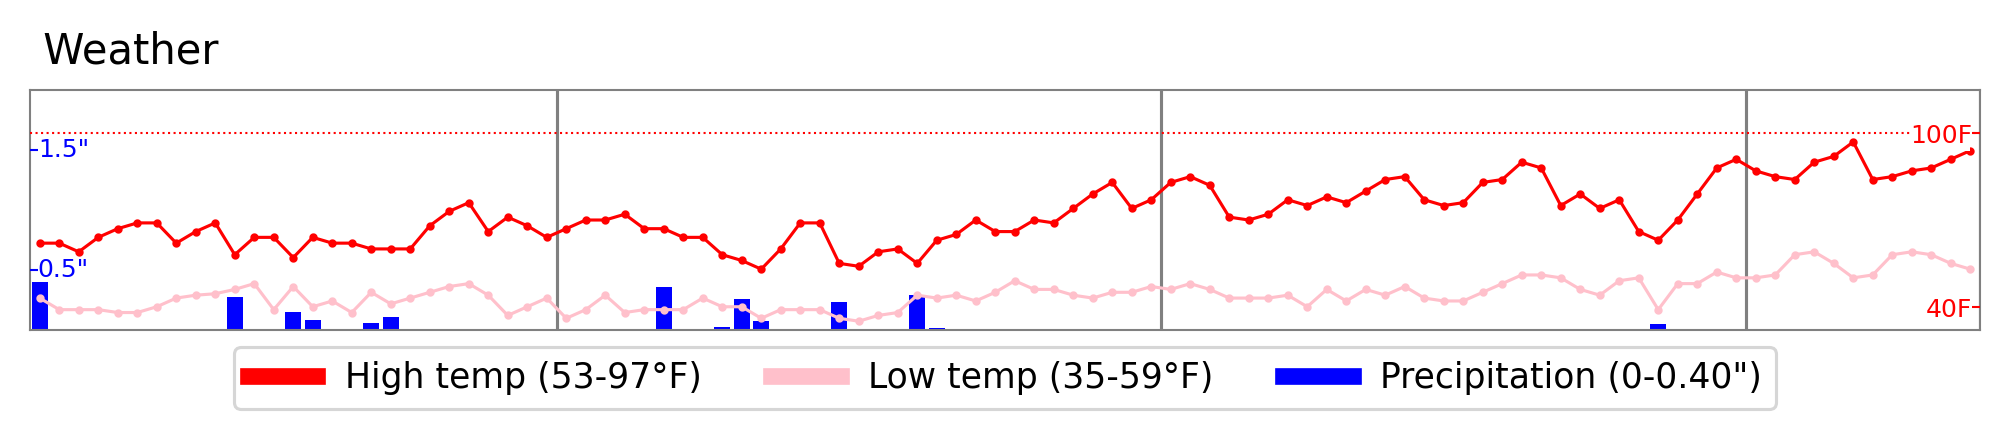 Weather
1.5"
100F
0.5"
40F
High temp (53-97°F)
Low temp (35-59°F)
Precipitation (0-0.40")